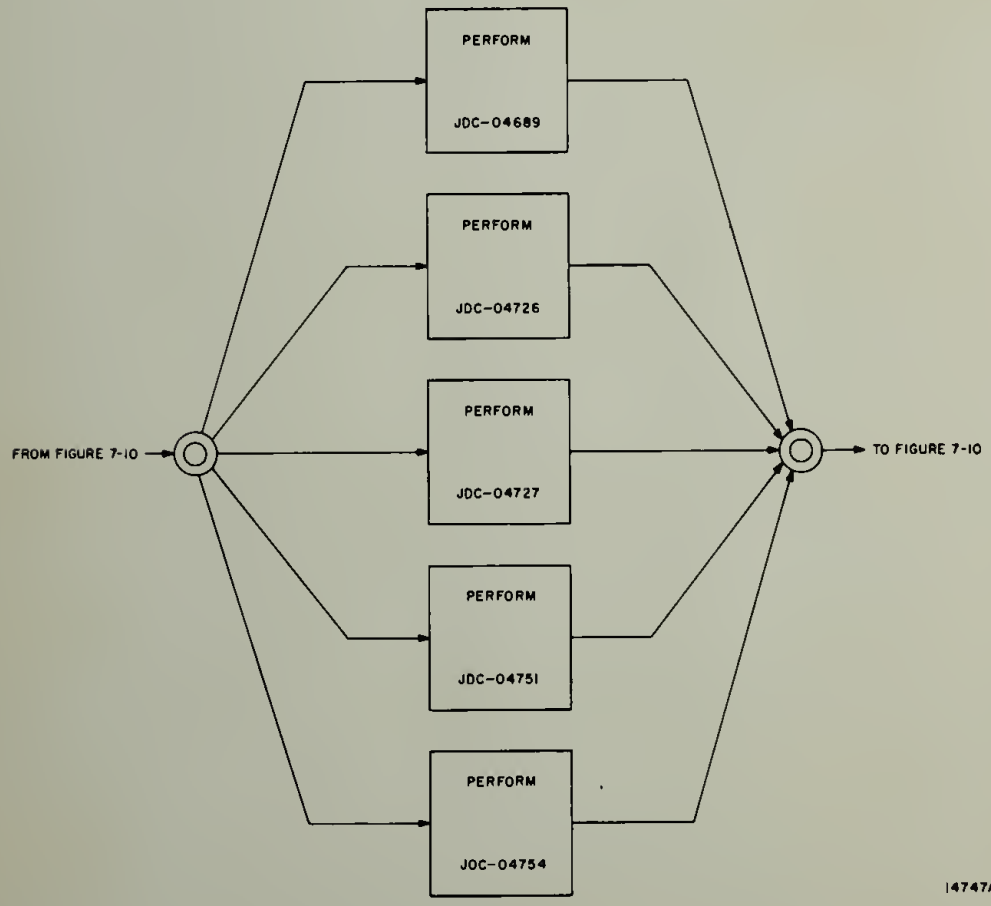 PERFORM
JDC-04689
PERFORM
JDC-04726
PERFORM
JDC-04727
FROM FIGURE 7-10
TO FIGURE 7-10
PERFORM
JDC-04751
PERFORM
JOC-04754
14747A